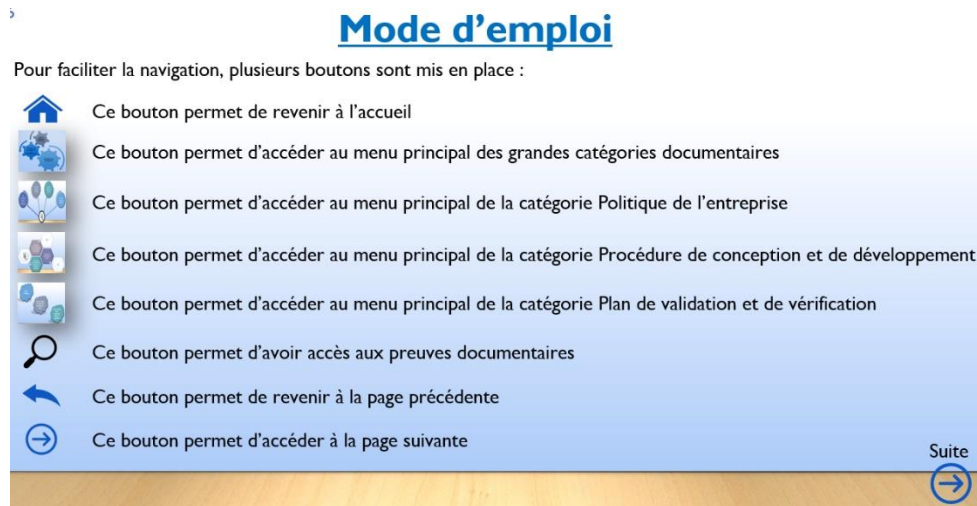 Mode d'emploi
Pour faciliter la navigation, plusieurs boutons sont mis en place :
Ce bouton permet de revenir à l'accueil
Ce bouton permet d'accéder au menu principal des grandes catégories documentaires
Ce bouton permet d'accéder au menu principal de la catégorie Politique de l'entreprise
Ce bouton permet d'accéder au menu principal de la catégorie Procédure de conception et de développement
Ce bouton permet d'accéder au menu principal de la catégorie Plan de validation et de vérification
Ce bouton permet d'avoir accès aux preuves documentaires
Ce bouton permet de revenir à la page précédente
Ce bouton permet d'accéder à la page suivante
Suite